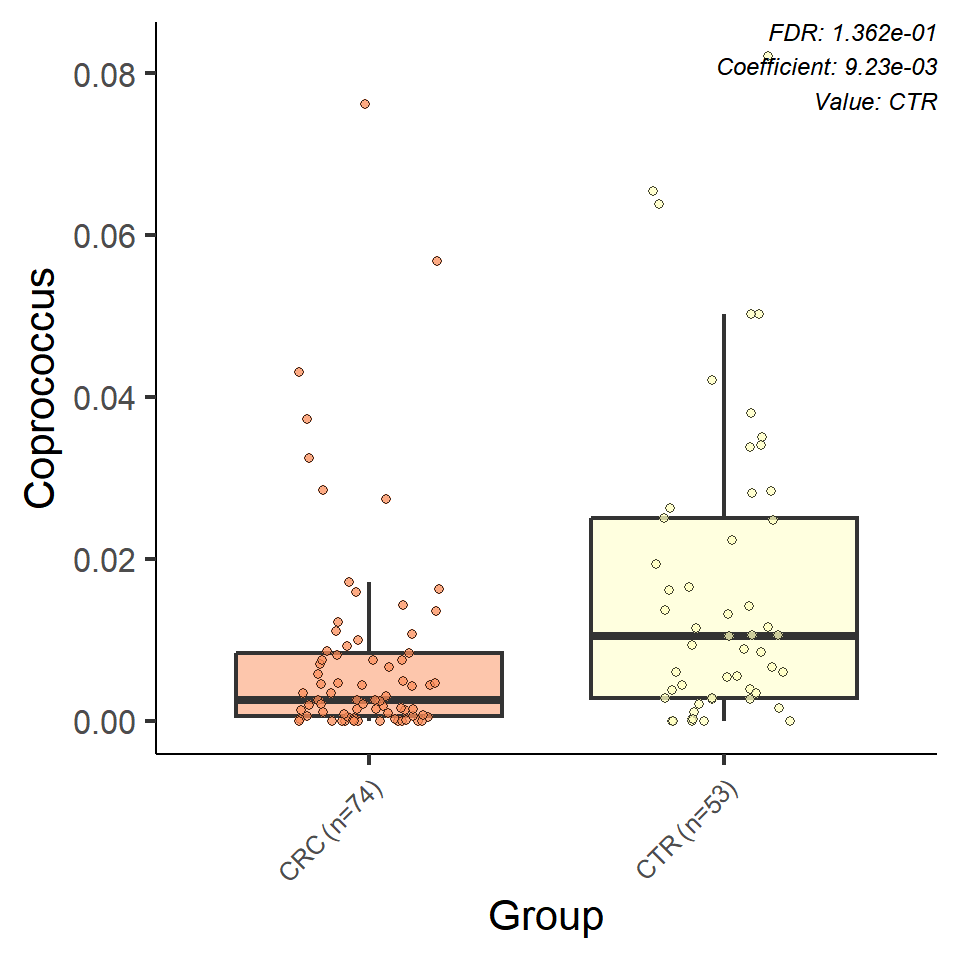 FDR: 1.362e-01
Coefficient: 9.23e-03
Value: CTR
0.08
0.06
0.04
0.02
0.00
Coprococcus
CRC (n=74)
CTR (n=53)
Group